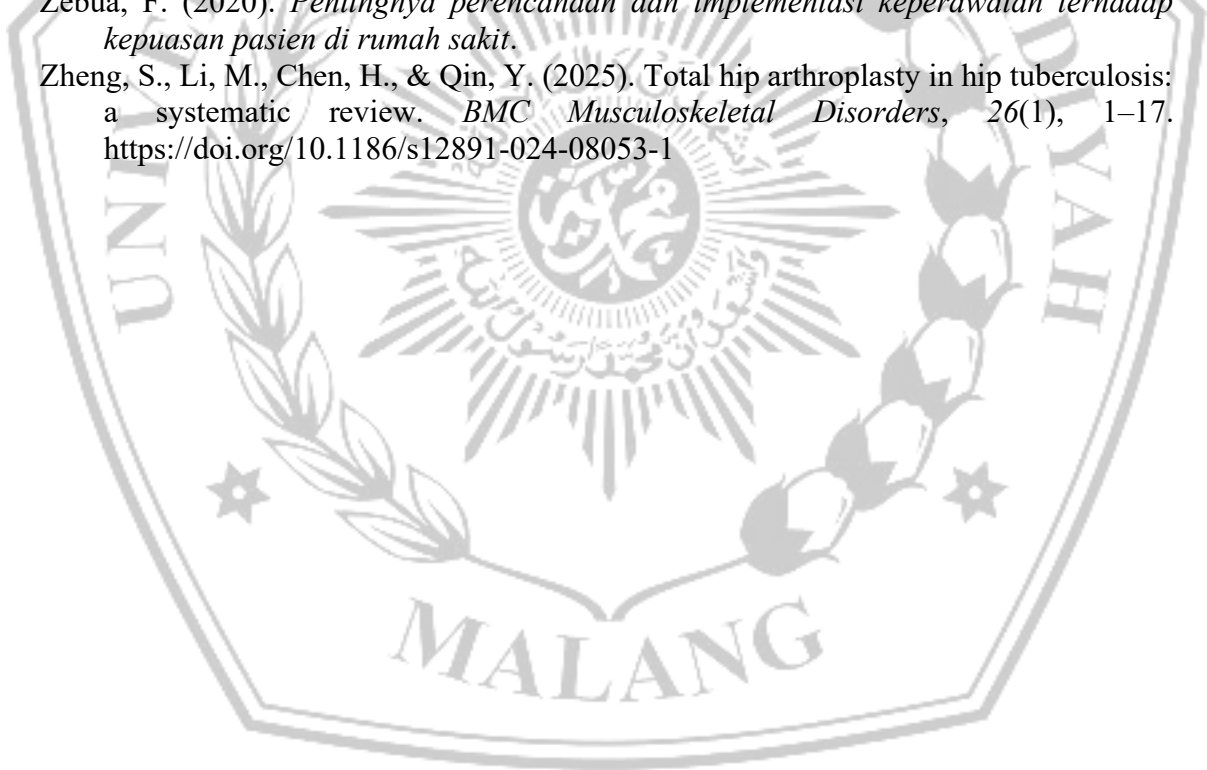 Zebua, F. (2020). Pentingnya perencanaan dan implementasi keperawatan terhadap
kepuasan pasien di rumah sakit.
Zheng, S., Li, M., Chen, H., & Qin, Y. (2025). Total hip arthroplasty in hip tuberculosis:
a systematic review. BMC Musculoskeletal Disorders, 26(1), 1–17.
https://doi.org/10.1186/s12891-024-08053-1
UNI
DIYAH
MALANG